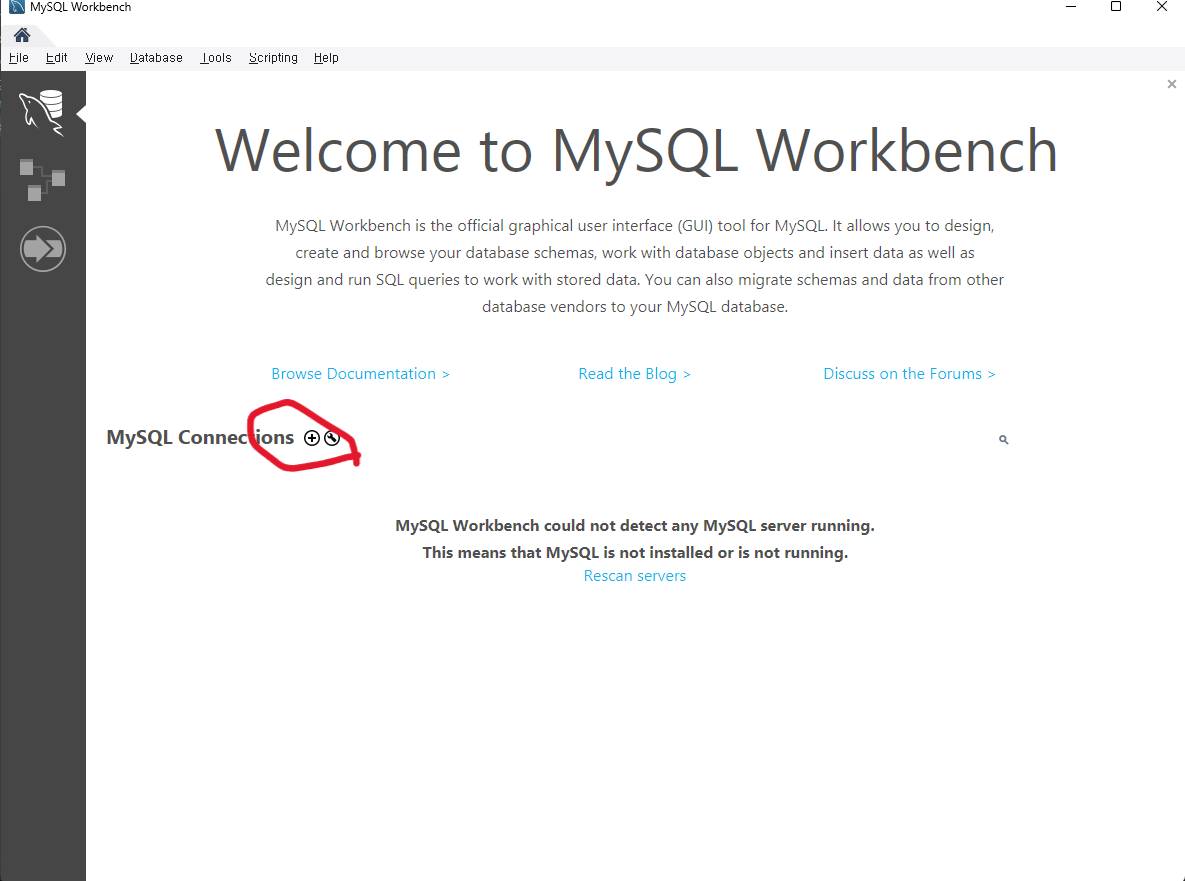 MySQL Workbench
File Edit View Database Tools Scripting Help
Welcome to MySQL Workbench
MySQL Workbench is the official graphical user interface (GUI) tool for MySQL. It allows you to design,
create and browse your database schemas, work with database objects and insert data as well as
design and run SQL queries to work with stored data. You can also migrate schemas and data from other
database vendors to your MySQL database.
Browse Documentation > Read the Blog > Discuss on the Forums >
MySQL Connections
MySQL Workbench could not detect any MySQL server running.
This means that MySQL is not installed or is not running.
Rescan servers